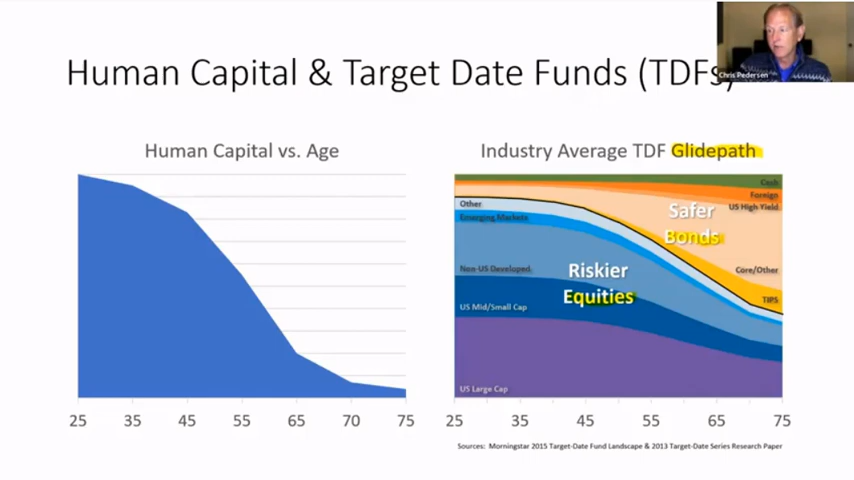 Chris Pedersen
Human Capital & Target Date Funds (TDFs)
Human Capital vs. Age
25 35 45 55 65 70 75
Industry Average TDF Glidepath
Cash
Foreign
US High Yield
Safer
Bonds
Other
Emerging Markets
Non-US Developed
Riskier
Equities
Core/Other
TIPS
US Mid/Small Cap
US Large Cap
25 35 45 55 65 75
Sources: Morningstar 2015 Target-Date Fund Landscape & 2013 Target-Date Series Research Paper